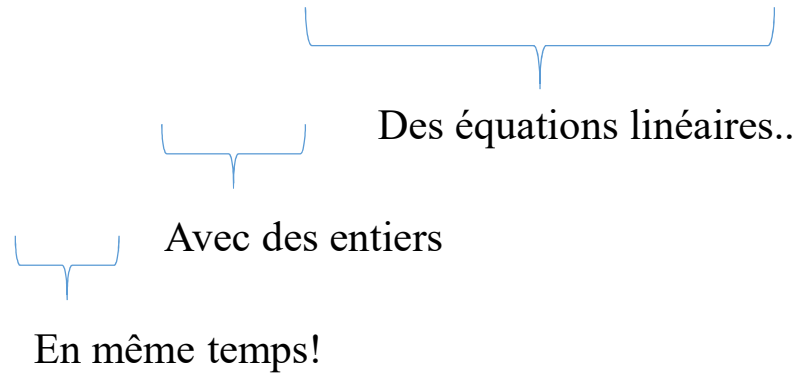 Des équations linéaires..
Avec des entiers
En même temps!